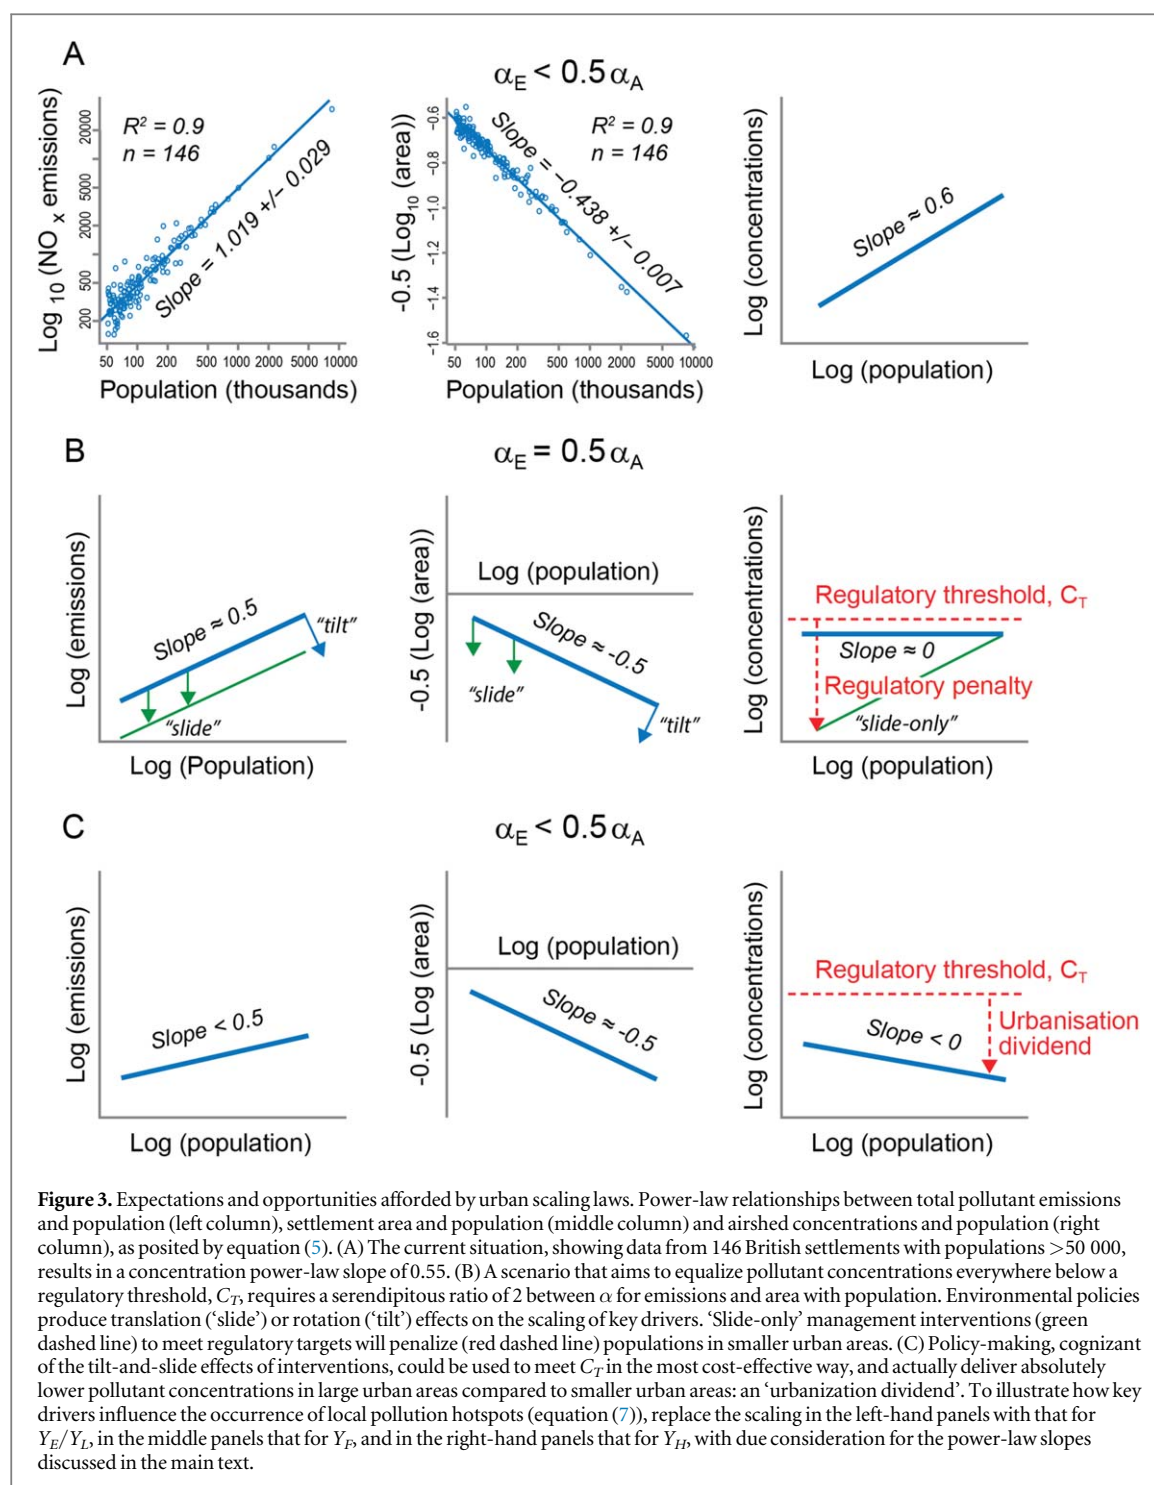 A
αE < 0.5 αA
Log 10 (NO x emissions)
20000
5000
2000
500
200
R² = 0.9
n = 146
Slope = 1.019 +/− 0.029
50 100 200 500 1000 2000 5000 10000
Population (thousands)
-0.5 (Log10 (area))
−0.6
−0.8
−1.0
−1.2
−1.4
−1.6
R² = 0.9
n = 146
Slope = −0.438 +/− 0.007
50 100 200 500 1000 2000 5000 10000
Population (thousands)
Log (concentrations)
Slope ≈ 0.6
Log (population)
B
αE = 0.5 αA
Log (emissions)
Slope ≈ 0.5
"tilt"
"slide"
Log (Population)
-0.5 (Log (area))
Log (population)
Slope ≈ -0.5
"slide"
"tilt"
Log (concentrations)
Regulatory threshold, CT
Slope ≈ 0
Regulatory penalty
"slide-only"
Log (population)
C
αE < 0.5 αA
Log (emissions)
Slope < 0.5
Log (population)
-0.5 (Log (area))
Log (population)
Slope ≈ -0.5
Log (concentrations)
Regulatory threshold, CT
Slope < 0
Urbanisation
dividend
Log (population)
Figure 3. Expectations and opportunities afforded by urban scaling laws. Power-law relationships between total pollutant emissions
and population (left column), settlement area and population (middle column) and airshed concentrations and population (right
column), as posited by equation (5). (A) The current situation, showing data from 146 British settlements with populations >50 000,
results in a concentration power-law slope of 0.55. (B) A scenario that aims to equalize pollutant concentrations everywhere below a
regulatory threshold, CT, requires a serendipitous ratio of 2 between α for emissions and area with population. Environmental policies
produce translation ('slide') or rotation ('tilt') effects on the scaling of key drivers. 'Slide-only' management interventions (green
dashed line) to meet regulatory targets will penalize (red dashed line) populations in smaller urban areas. (C) Policy-making, cognizant
of the tilt-and-slide effects of interventions, could be used to meet CT in the most cost-effective way, and actually deliver absolutely
lower pollutant concentrations in large urban areas compared to smaller urban areas: an 'urbanization dividend'. To illustrate how key
drivers influence the occurrence of local pollution hotspots (equation (7)), replace the scaling in the left-hand panels with that for
YE/YL, in the middle panels that for YF, and in the right-hand panels that for YH, with due consideration for the power-law slopes
discussed in the main text.